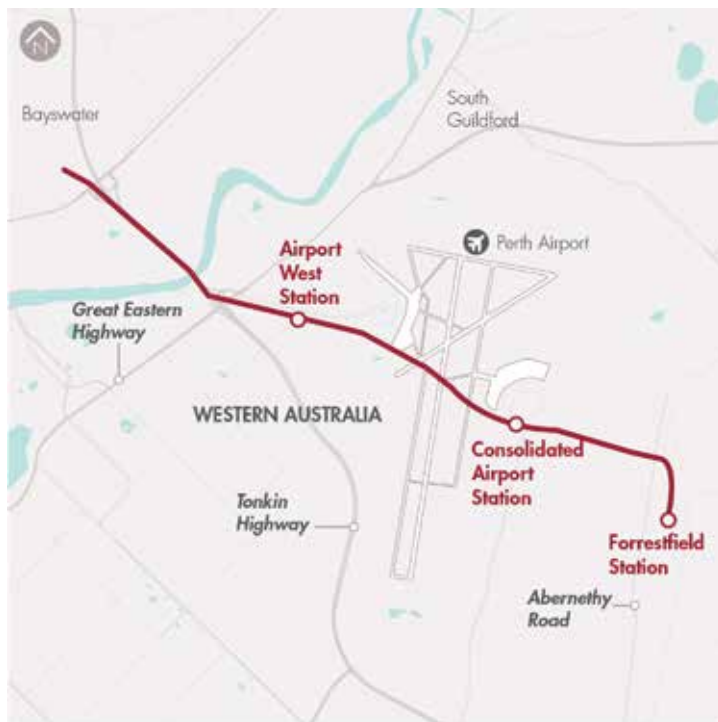 N
Bayswater
South
Guildford
Airport
West
Station
Perth Airport
Great Eastern
Highway
WESTERN AUSTRALIA
Consolidated
Airport
Station
Tonkin
Highway
Forrestfield
Station
Abernethy
Road